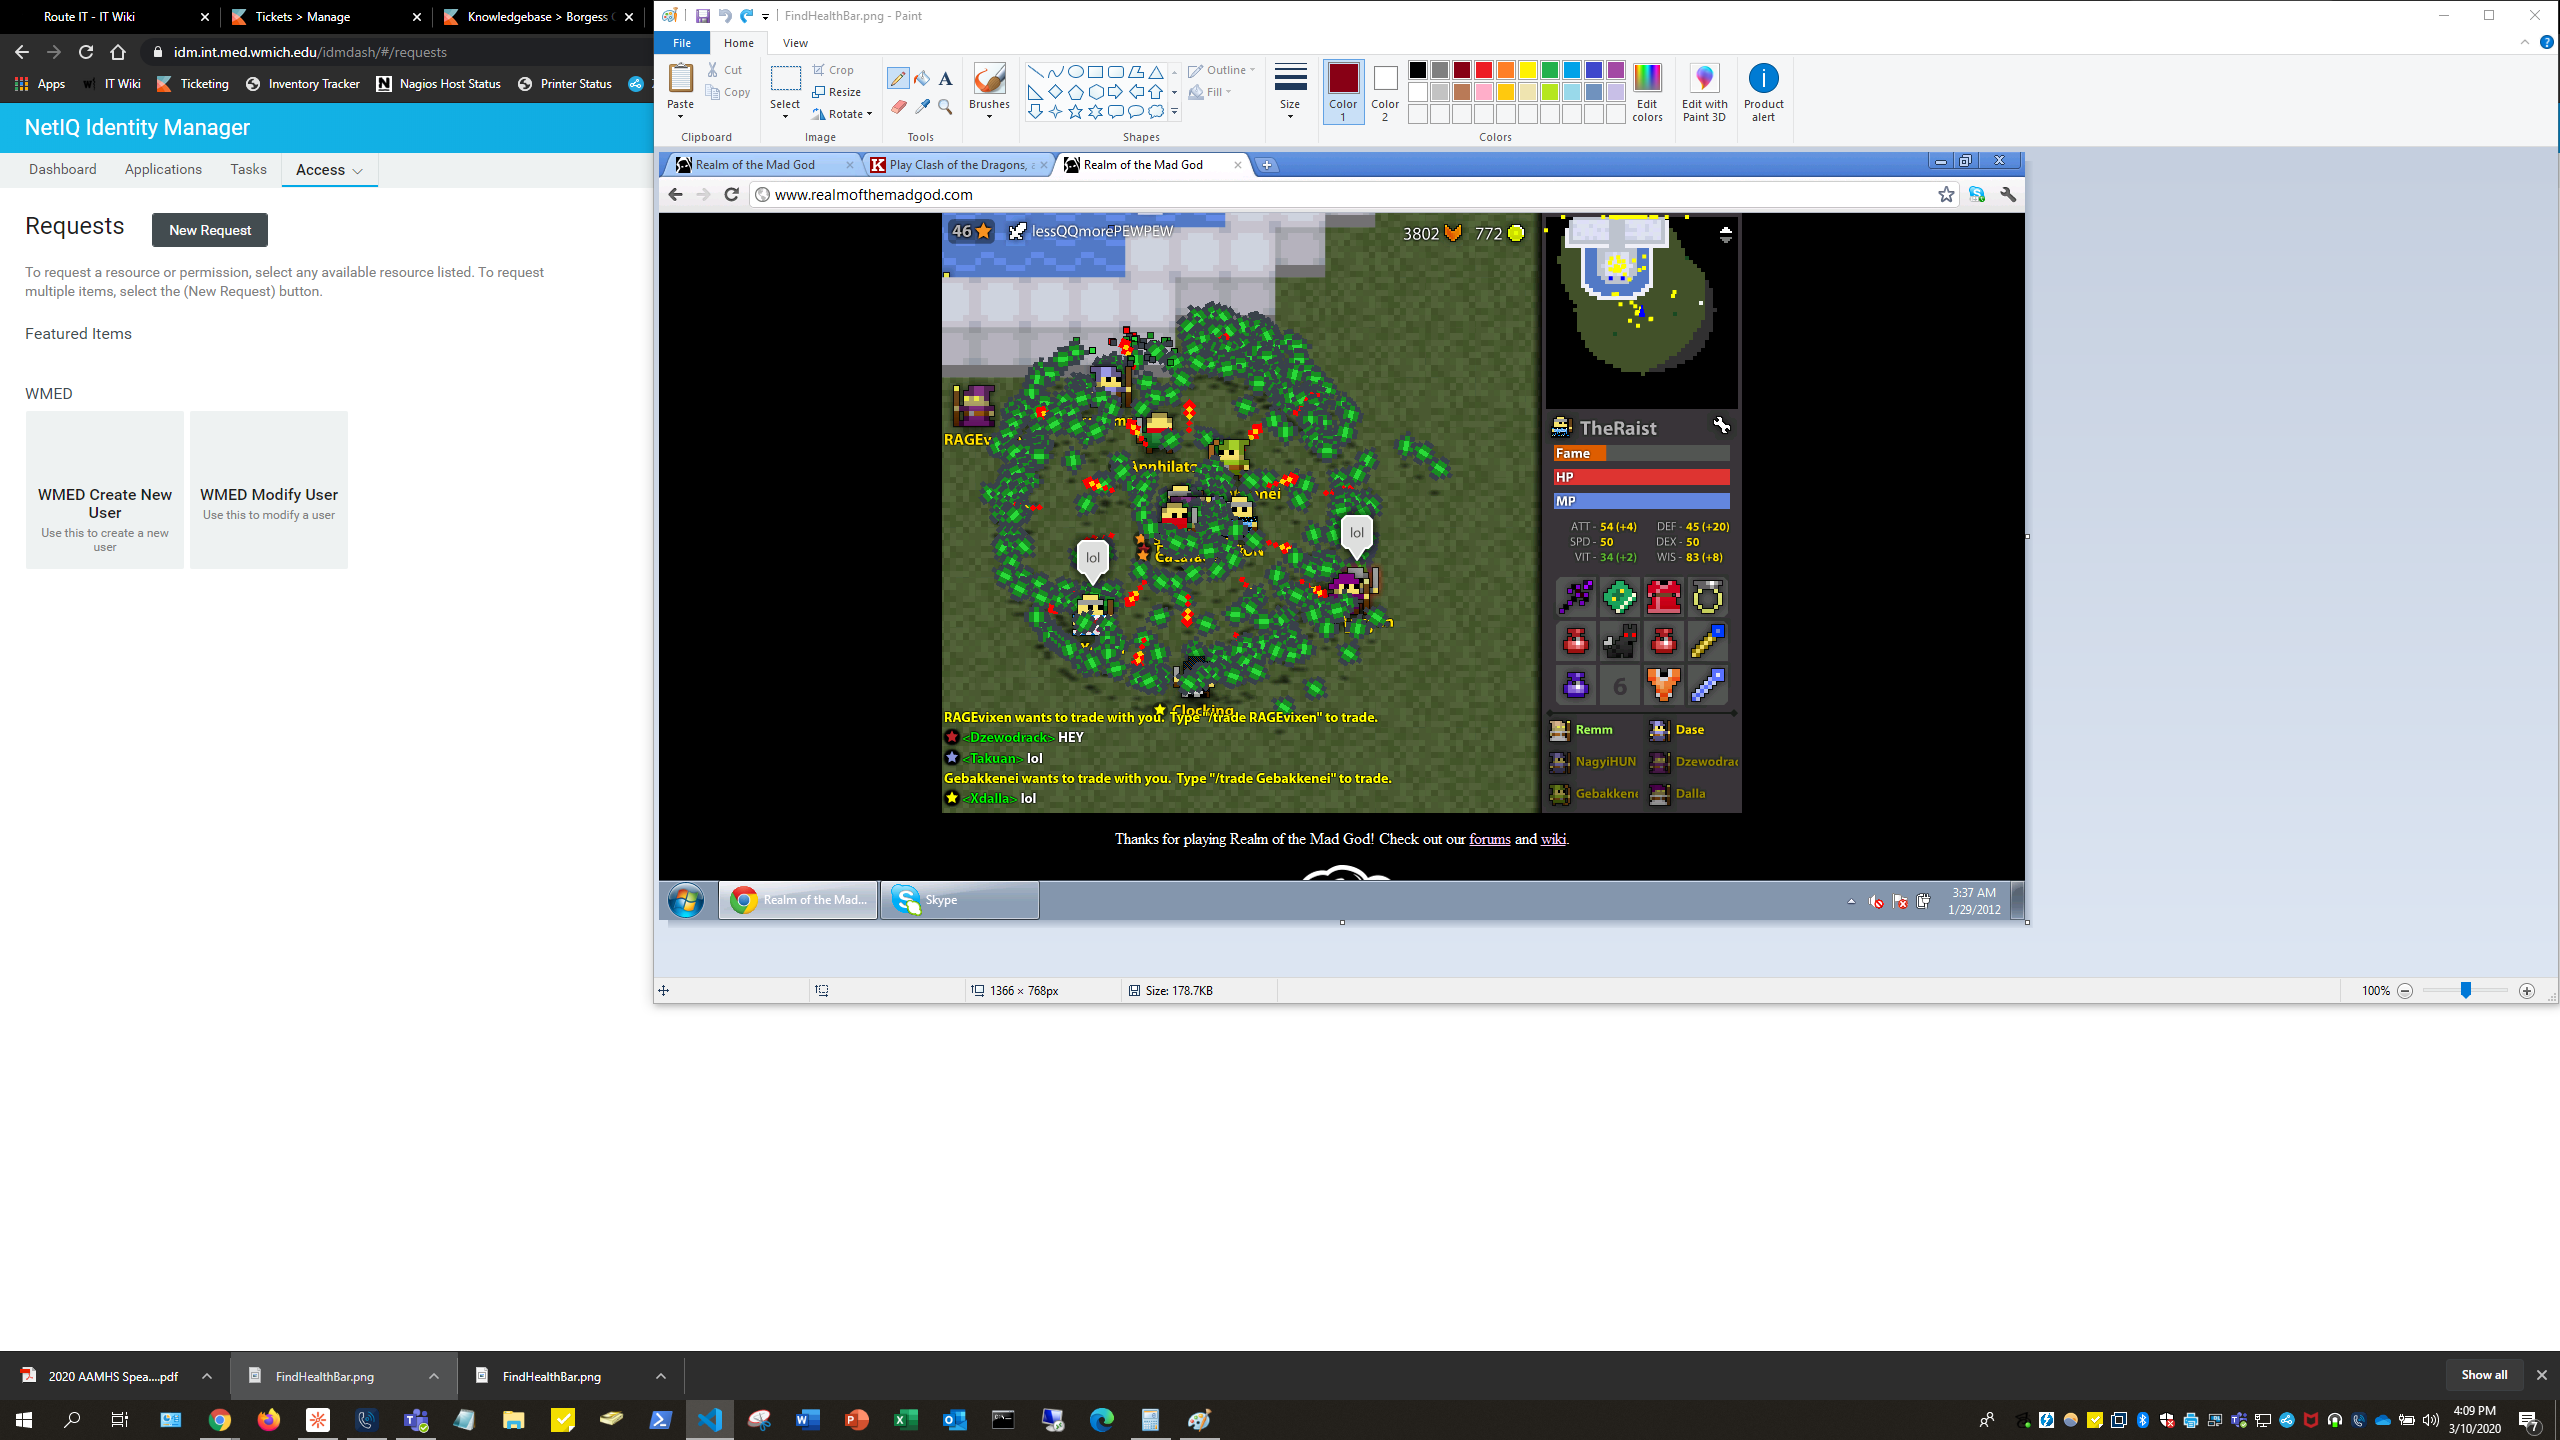 Route IT - IT Wiki
Tickets > Manage
Knowledgebase > Borgess
idm.int.med.wmich.edu/idmdash/#/requests
Apps
IT Wiki
Ticketing
Inventory Tracker
Nagios Host Status
Printer Status
NetIQ Identity Manager
Dashboard
Applications
Tasks
Access
Requests
New Request
To request a resource or permission, select any available resource listed. To request
multiple items, select the (New Request) button.
Featured Items
WMED
WMED Create New
User
Use this to create a new
user
WMED Modify User
Use this to modify a user
FindHealthBar.png - Paint
File
Home
View
Paste
Cut
Copy
Clipboard
Select
Crop
Resize
Rotate
Image
Tools
Brushes
Outline
Fill
Shapes
Size
Color
1
Color
2
Edit
colors
Colors
Edit with
Paint 3D
Product
alert
Realm of the Mad God
Play Clash of the Dragons,
Realm of the Mad God
www.realmofthemadgod.com
46
lessQQmorePEWPEW
3802
772
RAGEv
Clocking
lol
lol
RAGEvixen wants to trade with you. Type "/trade RAGEvixen" to trade.
<Dzewodrack> HEY
<Takuan> lol
Gebakkenei wants to trade with you. Type "/trade Gebakkenei" to trade.
<Xdalla> lol
TheRaist
Fame
HP
MP
ATT - 54 (+4)
DEF - 45 (+20)
SPD - 50
DEX - 50
VIT - 34 (+2)
WIS - 83 (+8)
6
Remm
Dase
NagyiHUN
Dzewodra
Gebakken
Dalla
Thanks for playing Realm of the Mad God! Check out our forums and wiki.
Realm of the Mad...
Skype
3:37 AM
1/29/2012
1366 × 768px
Size: 178.7KB
100%
2020 AAMHS Spea....pdf
FindHealthBar.png
FindHealthBar.png
Show all
4:09 PM
3/10/2020
7